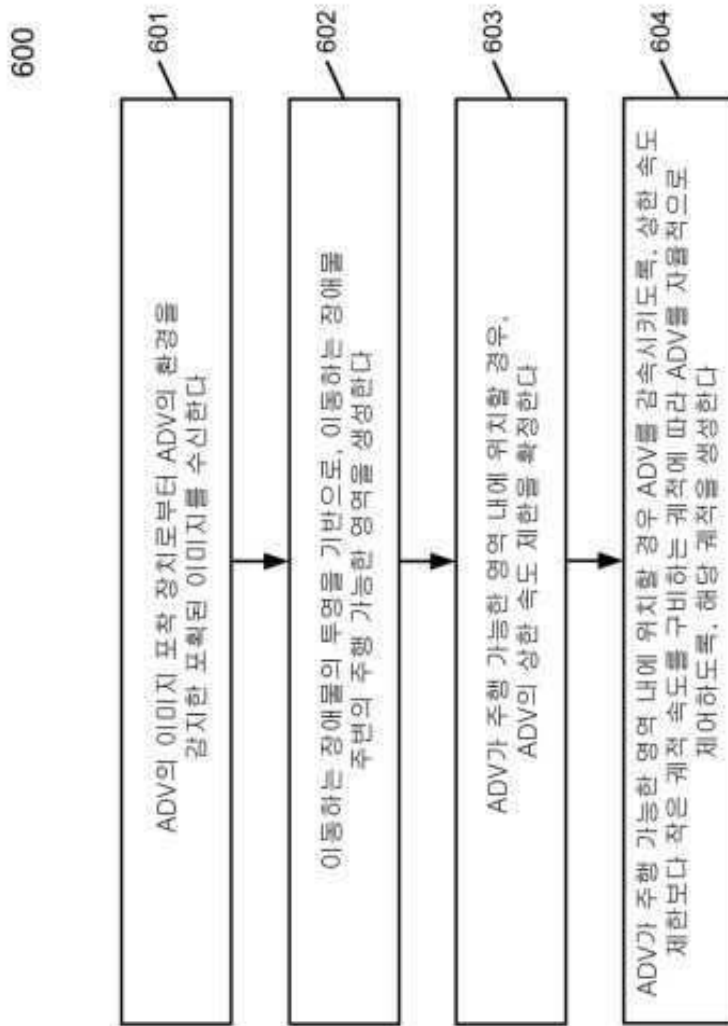 600
601
ADV의 이미지 포착 장치로부터 ADV의 환경을
감지한 포획된 이미지를 수신한다
602
이동하는 장애물의 투영을 기반으로, 이동하는 장애물
주변의 주행 가능한 영역을 생성한다
603
ADV가 주행 가능한 영역 내에 위치할 경우,
ADV의 상한 속도 제한을 확정한다
604
ADV가 주행 가능한 영역 내에 위치할 경우 ADV를 감속시키도록, 상한 속도
제한보다 작은 궤적 속도를 구비하는 궤적에 따라 ADV를 자율적으로
제어하도록, 해당 궤적을 생성한다